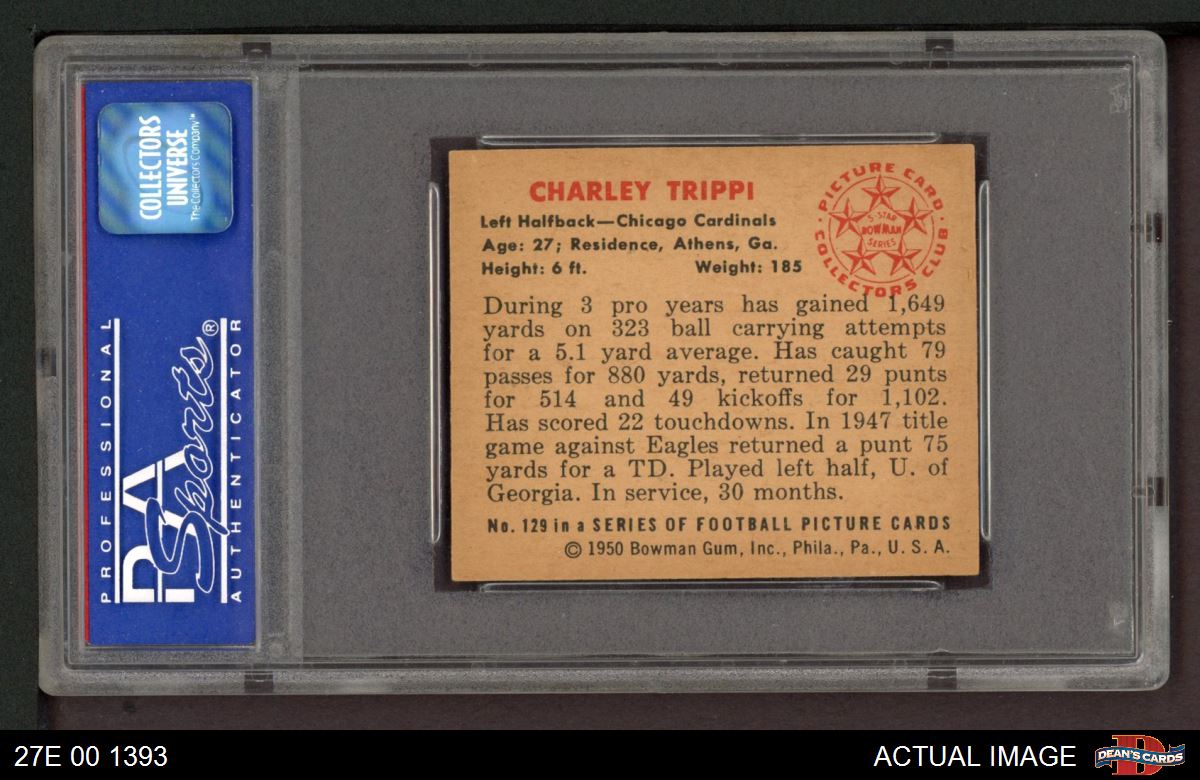 COLLECTORS
UNIVERSE
The Collectors Company™
PROFESSIONAL
PSA
Sports®
AUTHENTICATOR
CHARLEY TRIPPI
Left Halfback—Chicago Cardinals
Age: 27; Residence, Athens, Ga.
Height: 6 ft. Weight: 185
PICTURE CARD
COLLECTORS CLUB
5-STAR
BOWMAN
SERIES
During 3 pro years has gained 1,649
yards on 323 ball carrying attempts
for a 5.1 yard average. Has caught 79
passes for 880 yards, returned 29 punts
for 514 and 49 kickoffs for 1,102.
Has scored 22 touchdowns. In 1947 title
game against Eagles returned a punt 75
yards for a TD. Played left half, U. of
Georgia. In service, 30 months.
No. 129 in a SERIES OF FOOTBALL PICTURE CARDS
© 1950 Bowman Gum, Inc., Phila., Pa., U. S. A.
27E 00 1393
ACTUAL IMAGE
D
DEAN'S CARDS